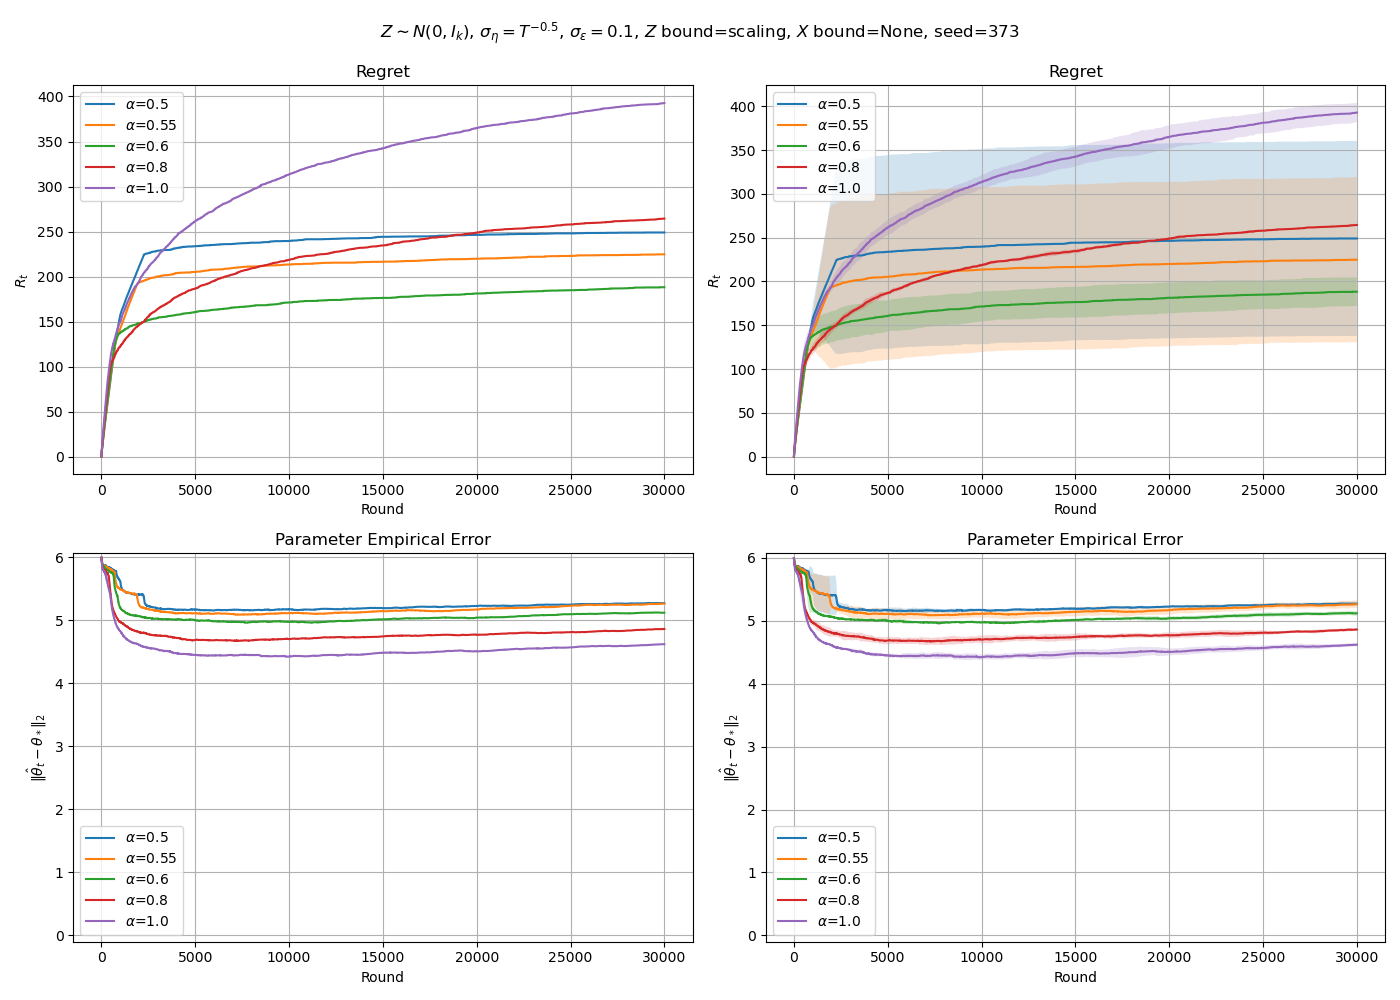 Z ∼ N(0, I_k), σ_η = T^{−0.5}, σ_ε = 0.1, Z bound=scaling, X bound=None, seed=373
Regret
R_t
400
350
300
250
200
150
100
50
0
0 5000 10000 15000 20000 25000 30000
Round
α=0.5
α=0.55
α=0.6
α=0.8
α=1.0
Regret
R_t
400
350
300
250
200
150
100
50
0
0 5000 10000 15000 20000 25000 30000
Round
α=0.5
α=0.55
α=0.6
α=0.8
α=1.0
Parameter Empirical Error
‖θ̂_t − θ_*‖_2
6
5
4
3
2
1
0
0 5000 10000 15000 20000 25000 30000
Round
α=0.5
α=0.55
α=0.6
α=0.8
α=1.0
Parameter Empirical Error
‖θ̂_t − θ_*‖_2
6
5
4
3
2
1
0
0 5000 10000 15000 20000 25000 30000
Round
α=0.5
α=0.55
α=0.6
α=0.8
α=1.0